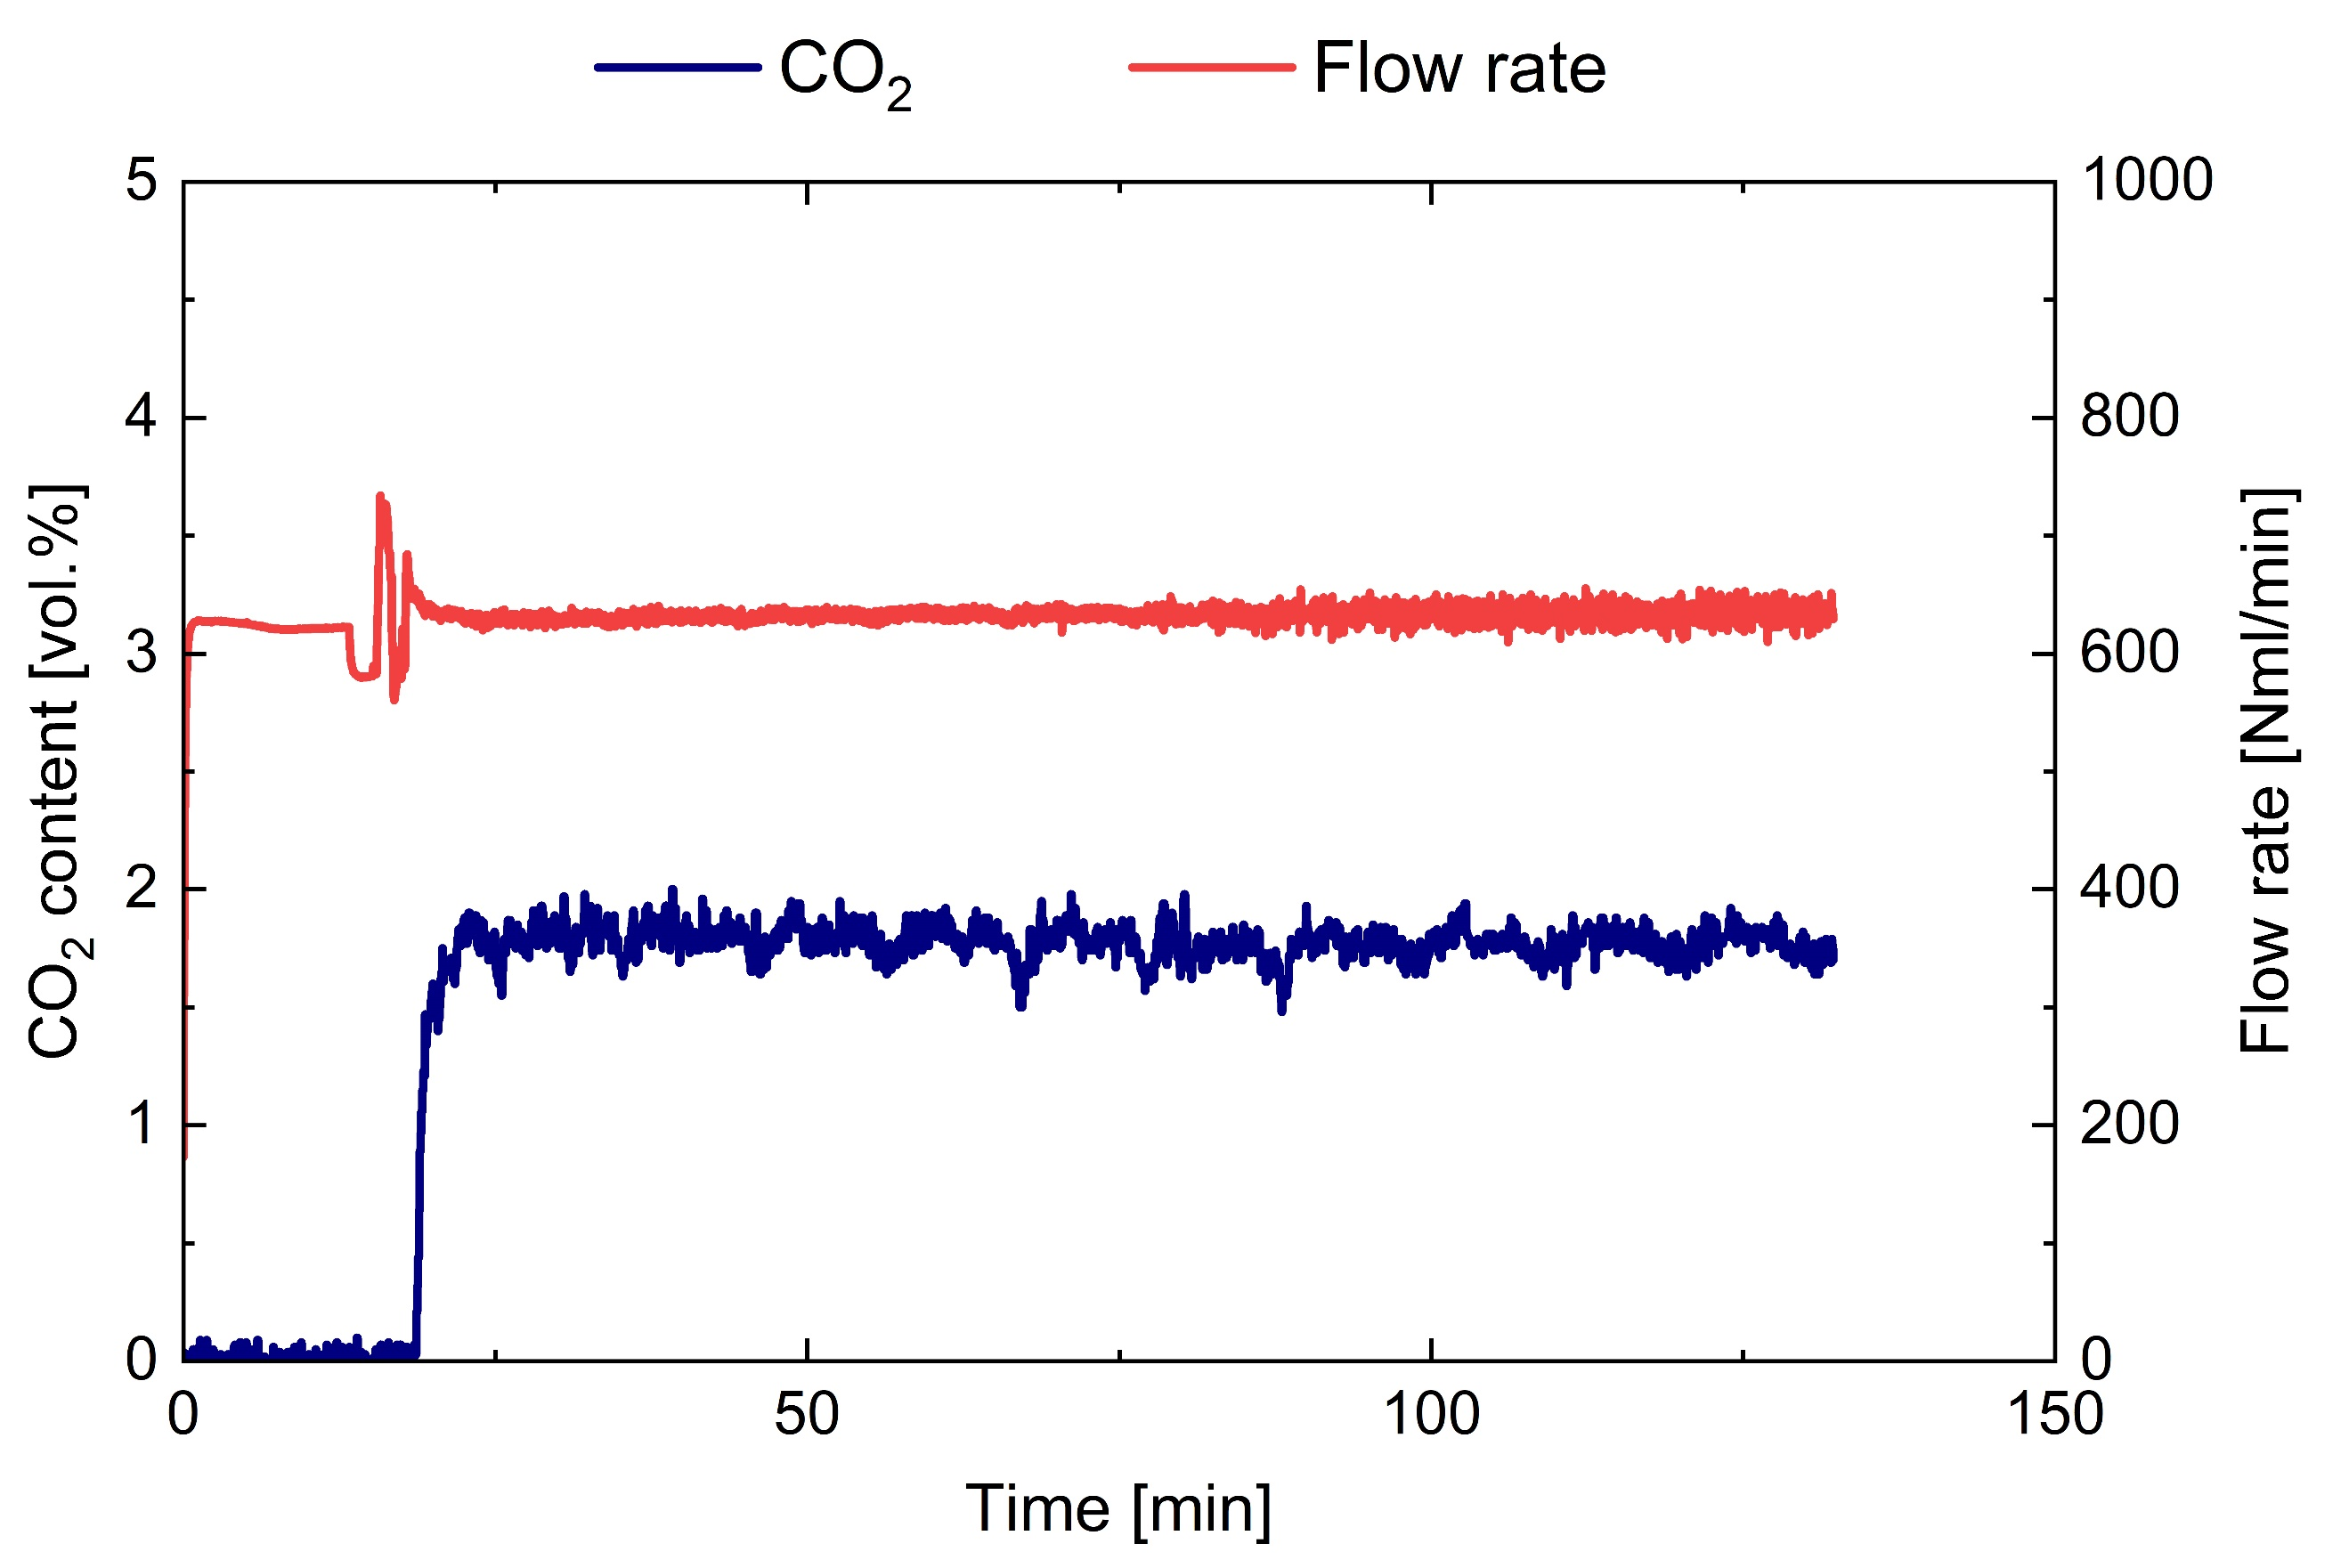 CO₂ Flow rate
5 1000
4 800
3 600
2 400
1 200
0 0
0 50 100 150
CO₂ content [vol.%]
Flow rate [Nml/min]
Time [min]